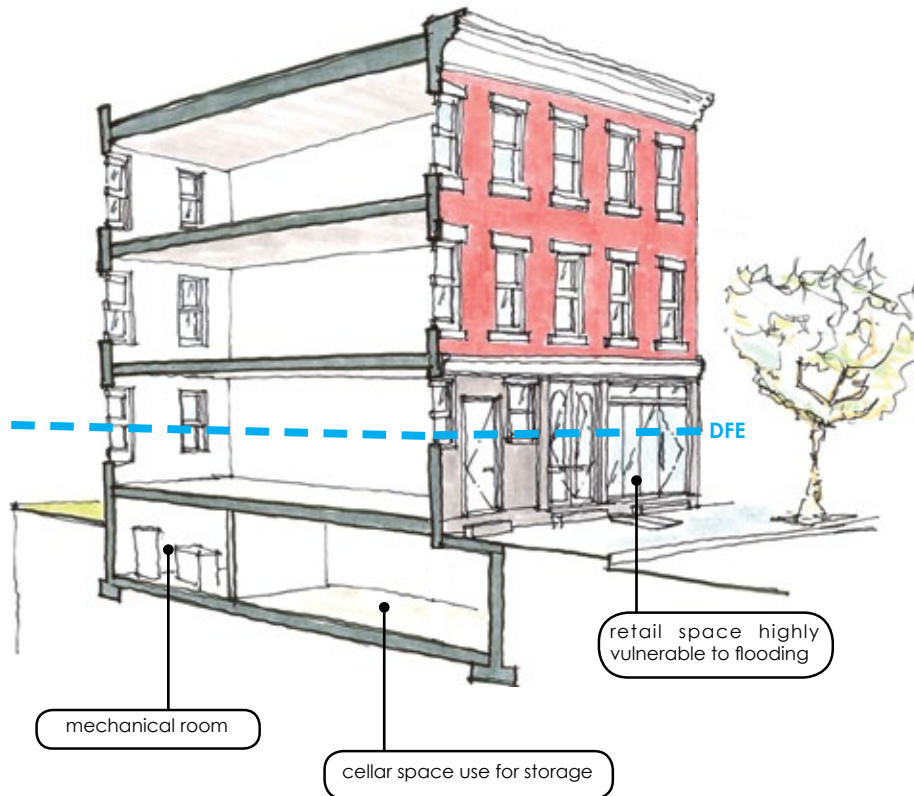 DFE
retail space highly
vulnerable to flooding
mechanical room
cellar space use for storage